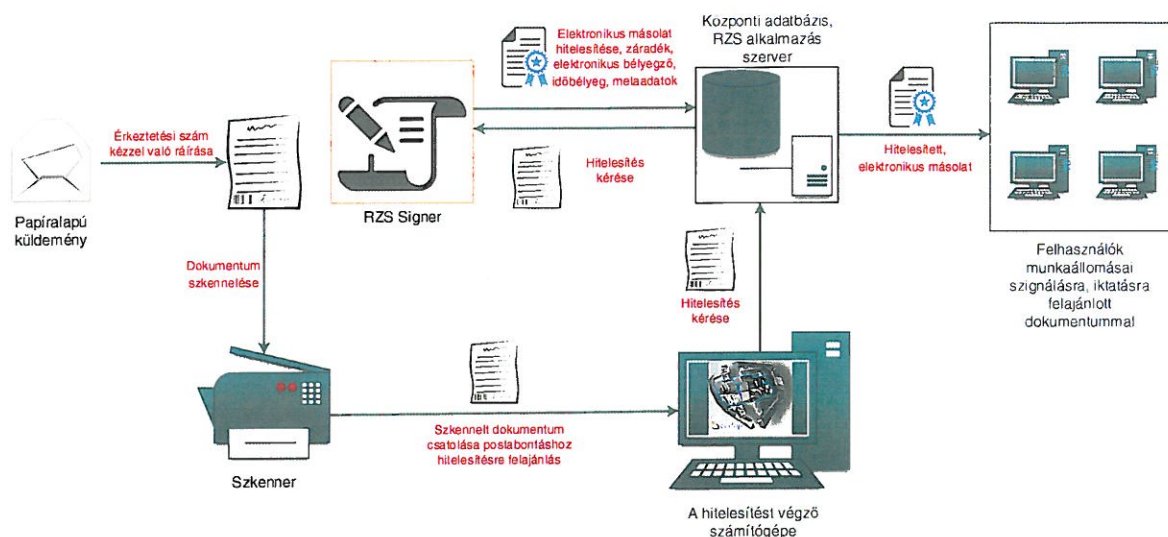 Központi adatbázis,
RZS alkalmazás
szerver
Elektronikus másolat
hitelesítése, záradék,
elektronikus bélyegző,
időbélyeg, metaadatok
Érkeztetési szám
kézzel való ráírása
Hitelesítés
kérése
Hitelesített,
elektronikus másolat
Papíralapú
küldemény
RZS Signer
Dokumentum
szkennelése
Hitelesítés
kérése
Felhasználók
munkaállomásai
szignálásra, iktatásra
felajánlott
dokumentummal
Szkennelt dokumentum
csatolása postabontáshoz
hitelesítésre felajánlás
Szkenner
A hitelesítést végző
számítógépe